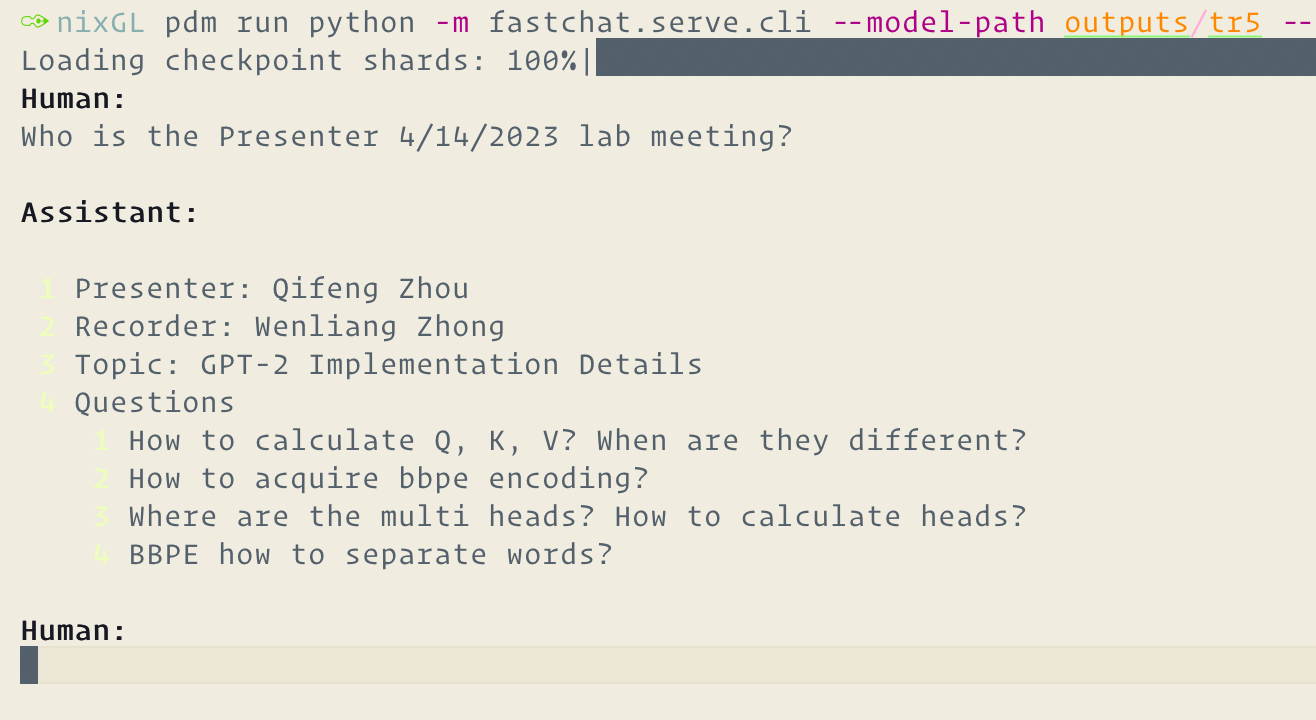 nixGL pdm run python -m fastchat.serve.cli --model-path outputs/tr5 --
Loading checkpoint shards: 100%|
Human:
Who is the Presenter 4/14/2023 lab meeting?
Assistant:
1 Presenter: Qifeng Zhou
2 Recorder: Wenliang Zhong
3 Topic: GPT-2 Implementation Details
4 Questions
1 How to calculate Q, K, V? When are they different?
2 How to acquire bbpe encoding?
3 Where are the multi heads? How to calculate heads?
4 BBPE how to separate words?
Human: